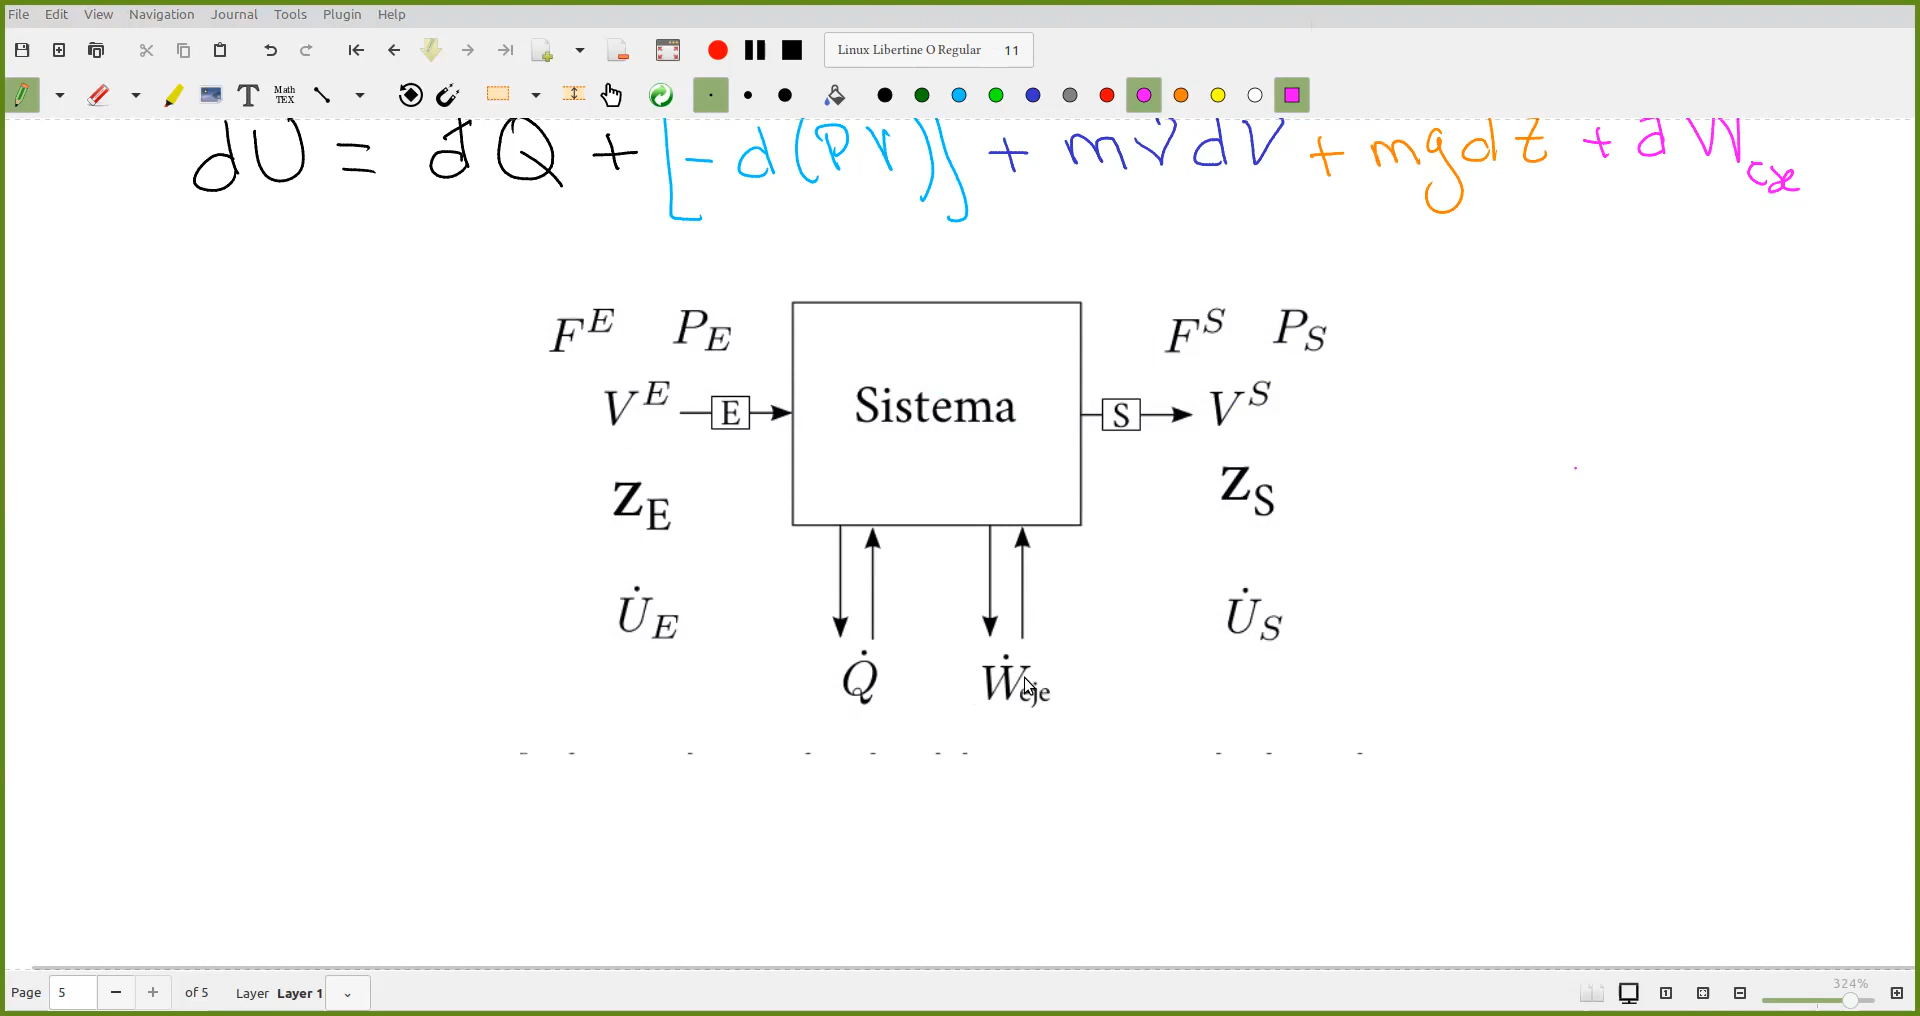 File Edit View Navigation Journal Tools Plugin Help
Linux Libertine O Regular 11
T Math TEX
dU = đQ + [-d(PV)] + mvdV + mgdz + đW
F^E P_E F^S P_S
V^E E Sistema S V^S
z_E z_S
U̇_E U̇_S
Q̇ Ẇ_eje
Page 5 of 5 Layer Layer 1 324%